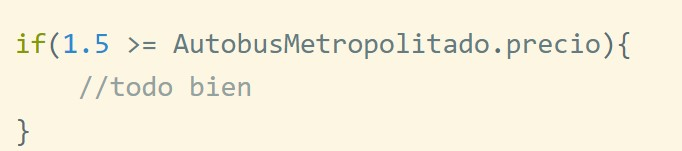 if(1.5 >= AutobusMetropolitado.precio){
//todo bien
}